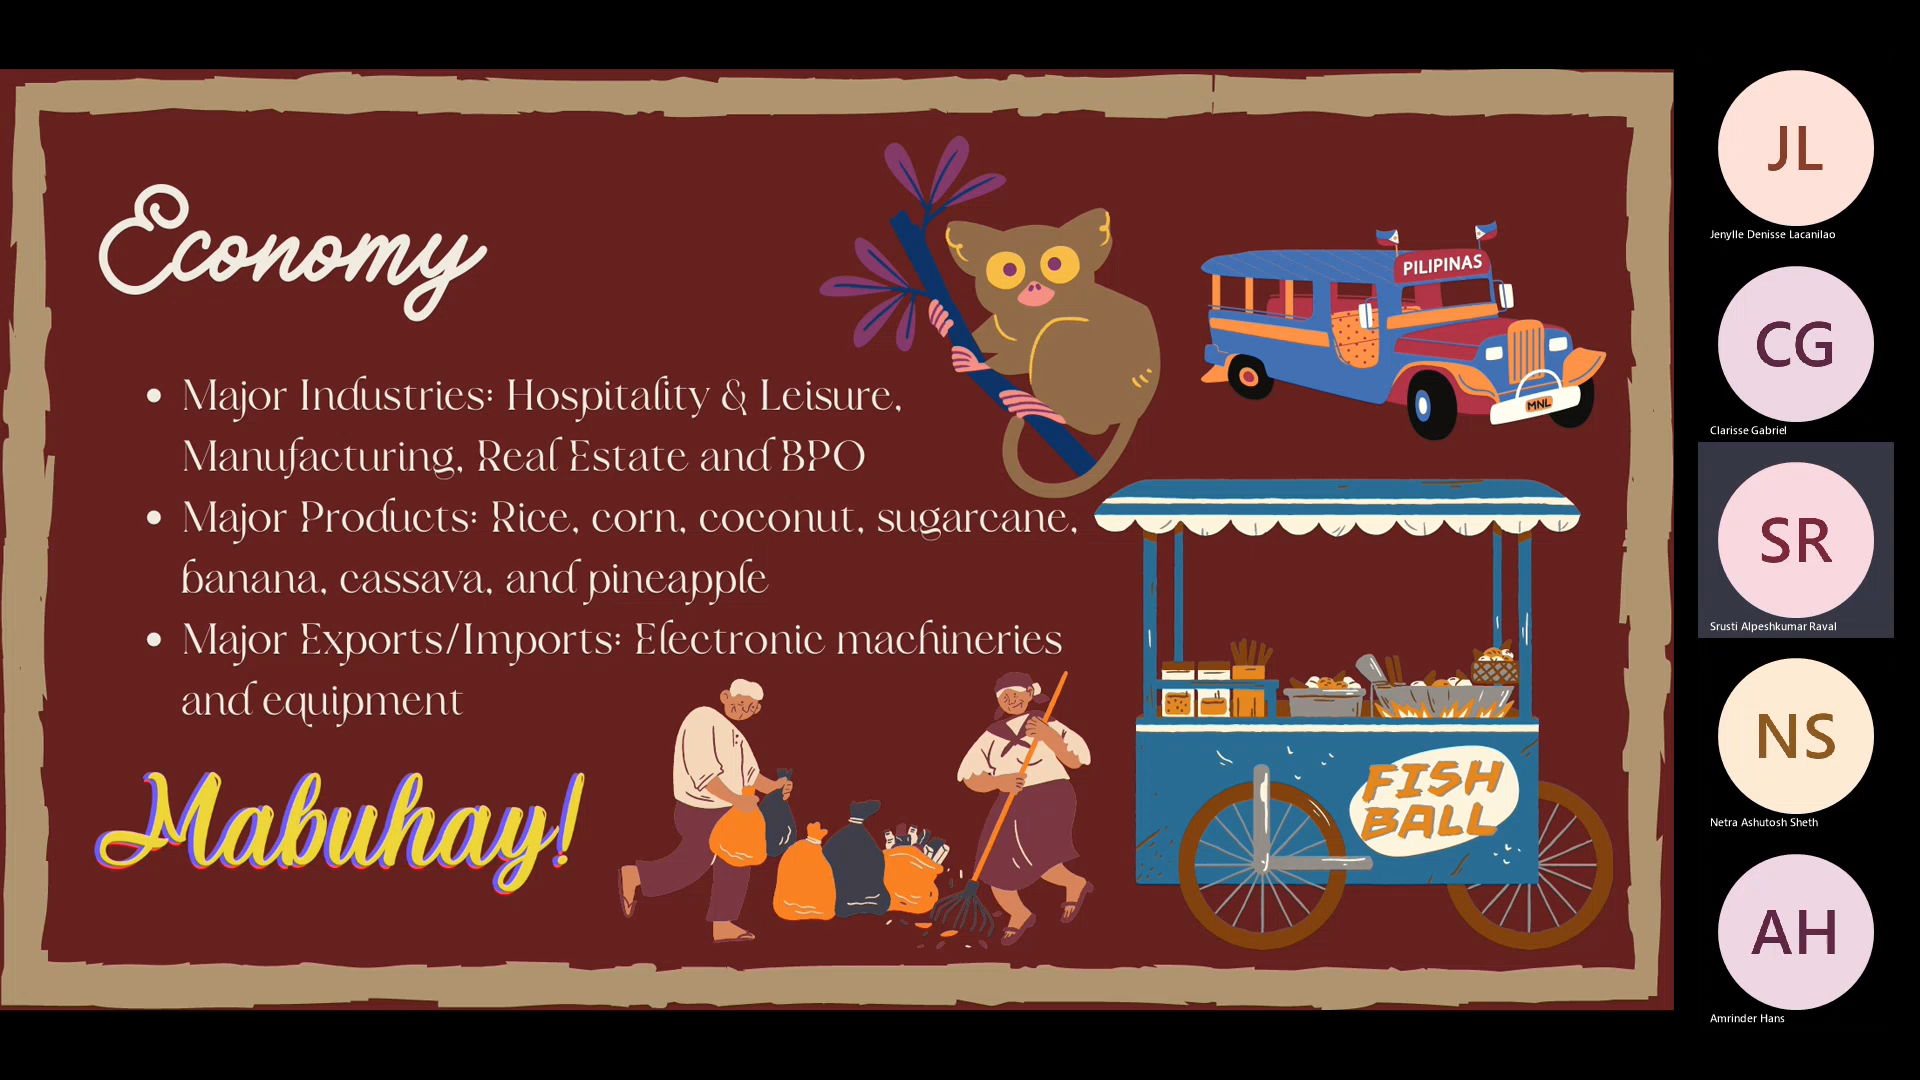 Economy
PILIPINAS
MNL
• Major Industries: Hospitality & Leisure,
Manufacturing, Real Estate and BPO
• Major Products: Rice, corn, coconut, sugarcane,
banana, cassava, and pineapple
• Major Exports/Imports: Electronic machineries
and equipment
Mabuhay!
FISH
BALL
JL
Jenylle Denisse Lacanilao
CG
Clarisse Gabriel
SR
Srusti Alpeshkumar Raval
NS
Netra Ashutosh Sheth
AH
Amrinder Hans